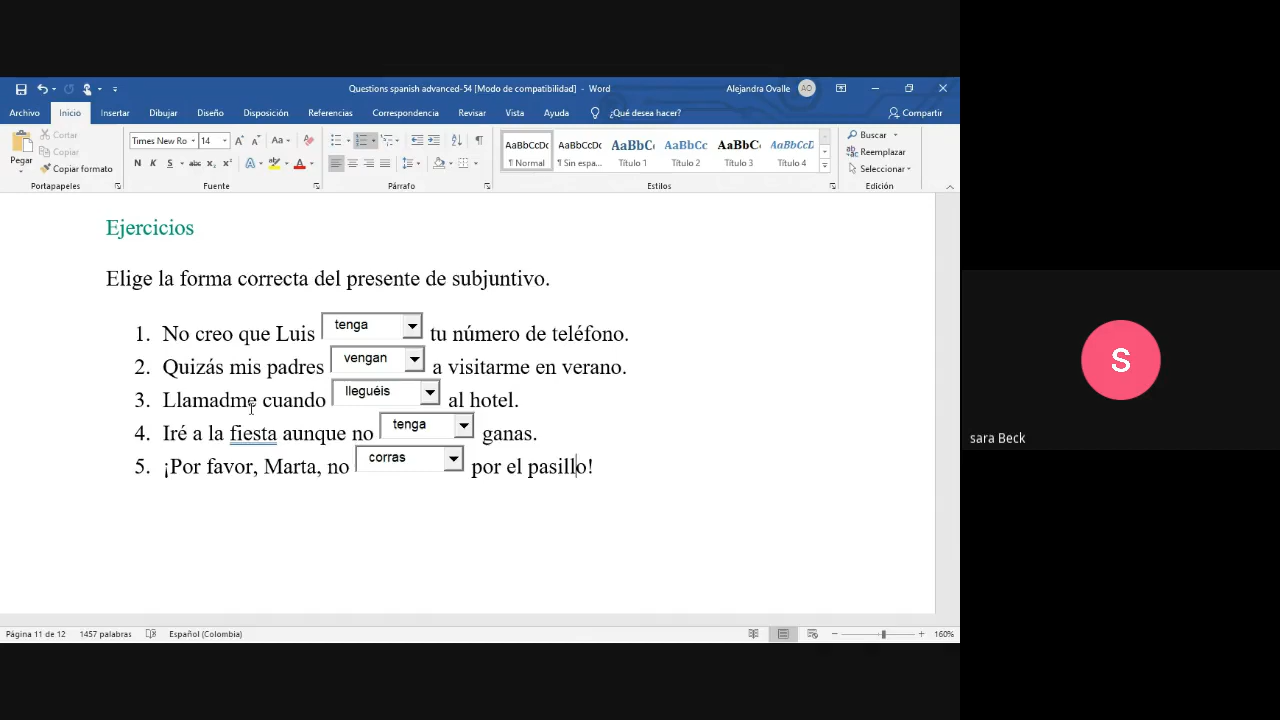 Questions spanish advanced-54 [Modo de compatibilidad] - Word
Alejandra Ovalle AO
Archivo Inicio Insertar Dibujar Diseño Disposición Referencias Correspondencia Revisar Vista Ayuda ¿Qué desea hacer? Compartir
Pegar
Cortar
Copiar
Copiar formato
Portapapeles
Times New Ro 14
N K S abc x₂ x²
Fuente
Párrafo
AaBbCcDc AaBbCcDc AaBbCc AaBbCc AaBbCc AaBbCcD
¶ Normal ¶ Sin espa... Título 1 Título 2 Título 3 Título 4
Estilos
Buscar
Reemplazar
Seleccionar
Edición
Ejercicios
Elige la forma correcta del presente de subjuntivo.
1. No creo que Luis tenga tu número de teléfono.
2. Quizás mis padres vengan a visitarme en verano.
3. Llamadme cuando lleguéis al hotel.
4. Iré a la fiesta aunque no tenga ganas.
5. ¡Por favor, Marta, no corras por el pasillo!
Página 11 de 12 1457 palabras Español (Colombia) 160%
S
sara Beck